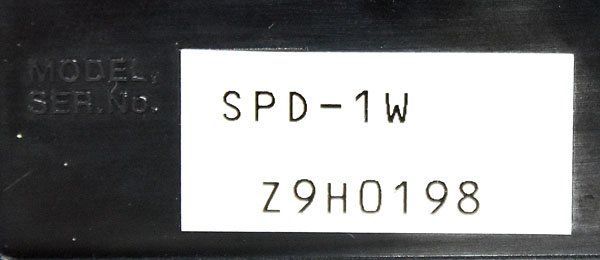 MODEL,
SER.No.
SPD-1W
Z9H0198